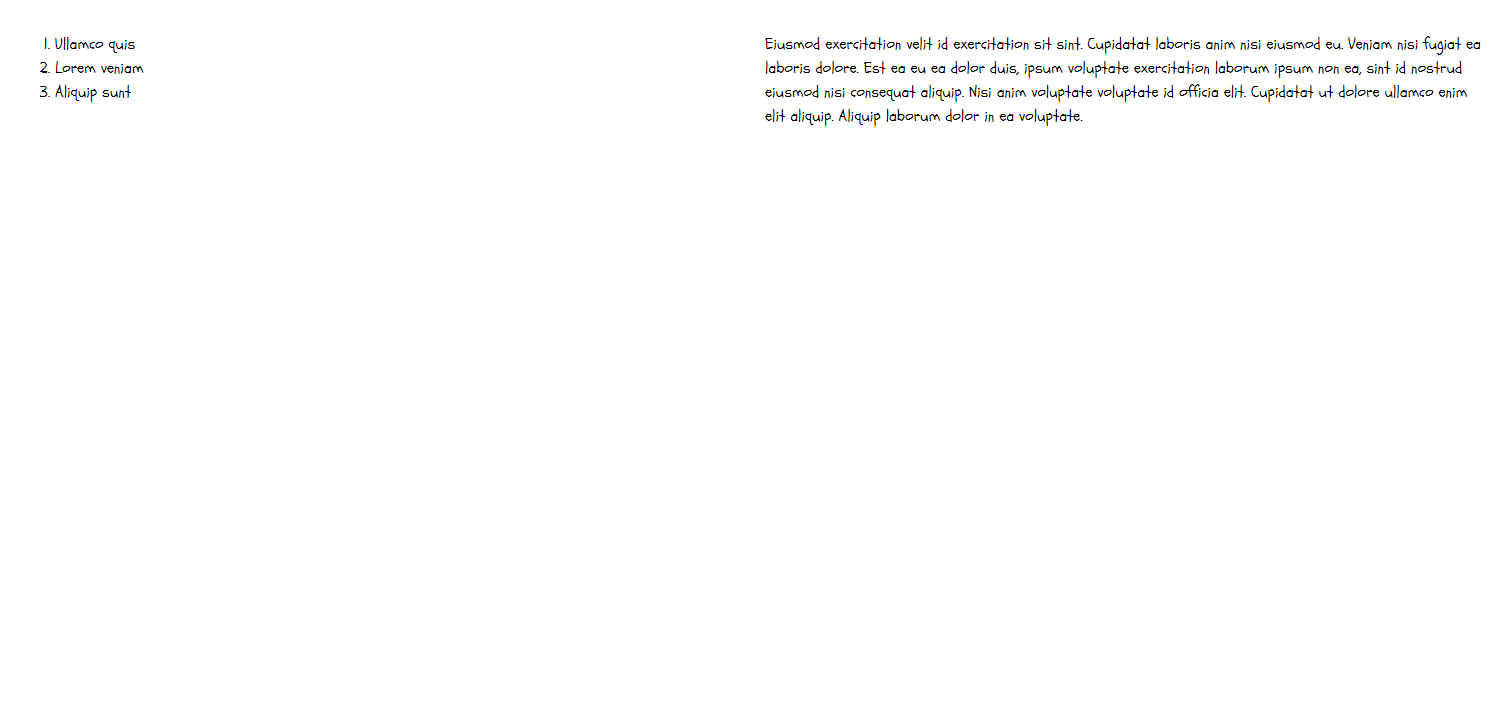 1. Ullamco quis
2. Lorem veniam
3. Aliquip sunt
Eiusmod exercitation velit id exercitation sit sint. Cupidatat laboris anim nisi eiusmod eu. Veniam nisi fugiat ea
laboris dolore. Est ea eu ea dolor duis, ipsum voluptate exercitation laborum ipsum non ea, sint id nostrud
eiusmod nisi consequat aliquip. Nisi anim voluptate voluptate id officia elit. Cupidatat ut dolore ullamco enim
elit aliquip. Aliquip laborum dolor in ea voluptate.